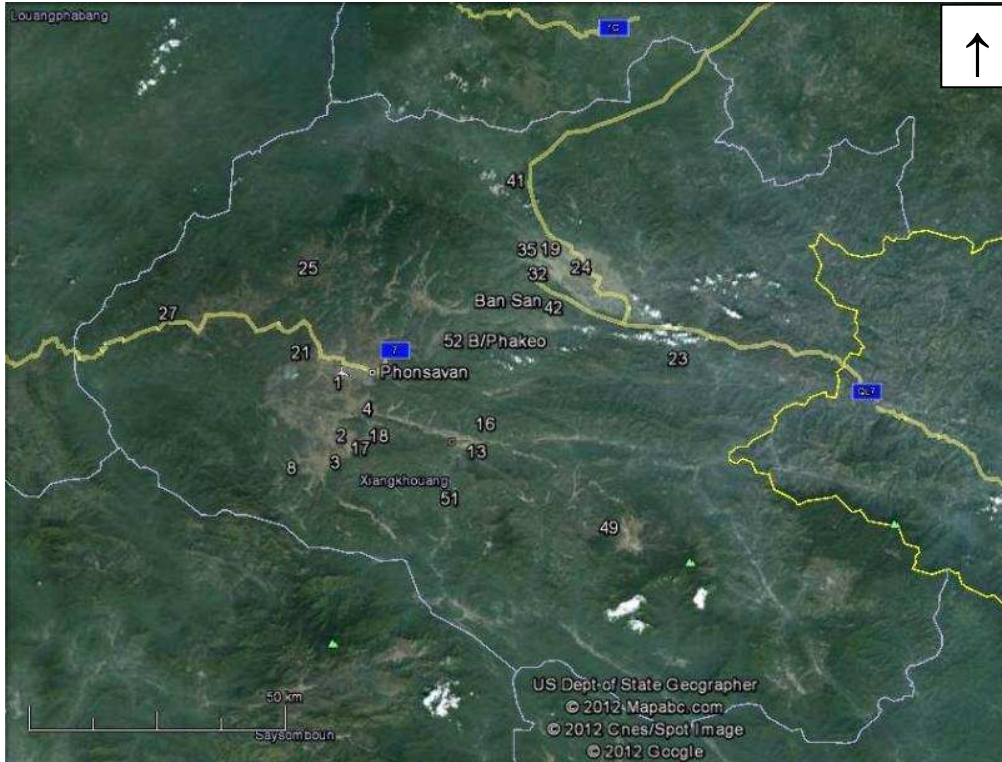 Louangphabang
1C
↑
41
35 19
24
25
32
Ban San
42
27
52 B/Phakeo
7
21
23
Phonsavan
1
QL7
4
16
2
18
17
13
3
8
Xiangkhouang
51
49
50 km
Saysomboun
US Dept of State Geographer
© 2012 Mapabc.com
© 2012 Cnes/Spot Image
© 2012 Google